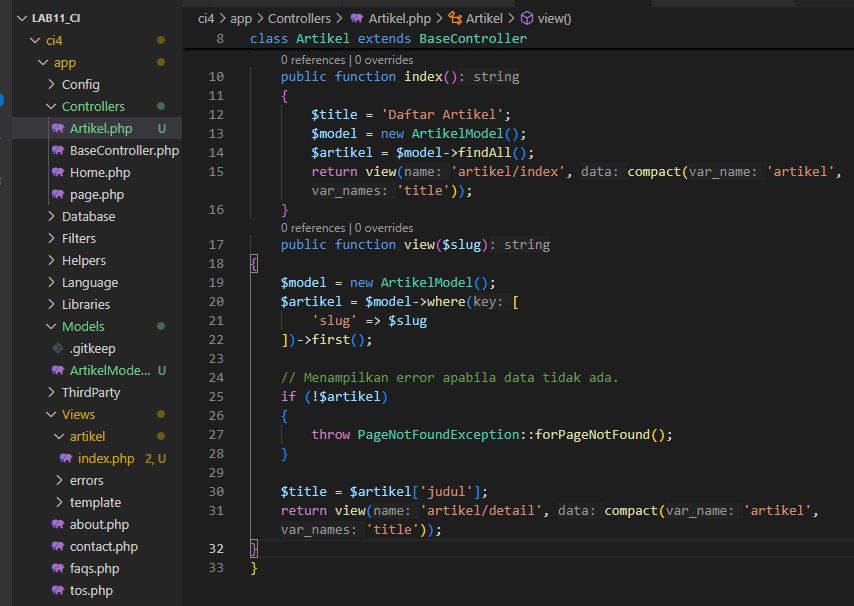 LAB11_CI
ci4
app
Config
Controllers
Artikel.php U
BaseController.php
Home.php
page.php
Database
Filters
Helpers
Language
Libraries
Models
.gitkeep
ArtikelMode... U
ThirdParty
Views
artikel
index.php 2, U
errors
template
about.php
contact.php
faqs.php
tos.php
ci4 > app > Controllers > Artikel.php > Artikel > view()
8 class Artikel extends BaseController
0 references | 0 overrides
10 public function index(): string
11 {
12 $title = 'Daftar Artikel';
13 $model = new ArtikelModel();
14 $artikel = $model->findAll();
15 return view(name: 'artikel/index', data: compact(var_name: 'artikel',
var_names: 'title'));
16 }
0 references | 0 overrides
17 public function view($slug): string
18 {
19 $model = new ArtikelModel();
20 $artikel = $model->where(key: [
21 'slug' => $slug
22 ])->first();
23
24 // Menampilkan error apabila data tidak ada.
25 if (!$artikel)
26 {
27 throw PageNotFoundException::forPageNotFound();
28 }
29
30 $title = $artikel['judul'];
31 return view(name: 'artikel/detail', data: compact(var_name: 'artikel',
var_names: 'title'));
32 }
33 }